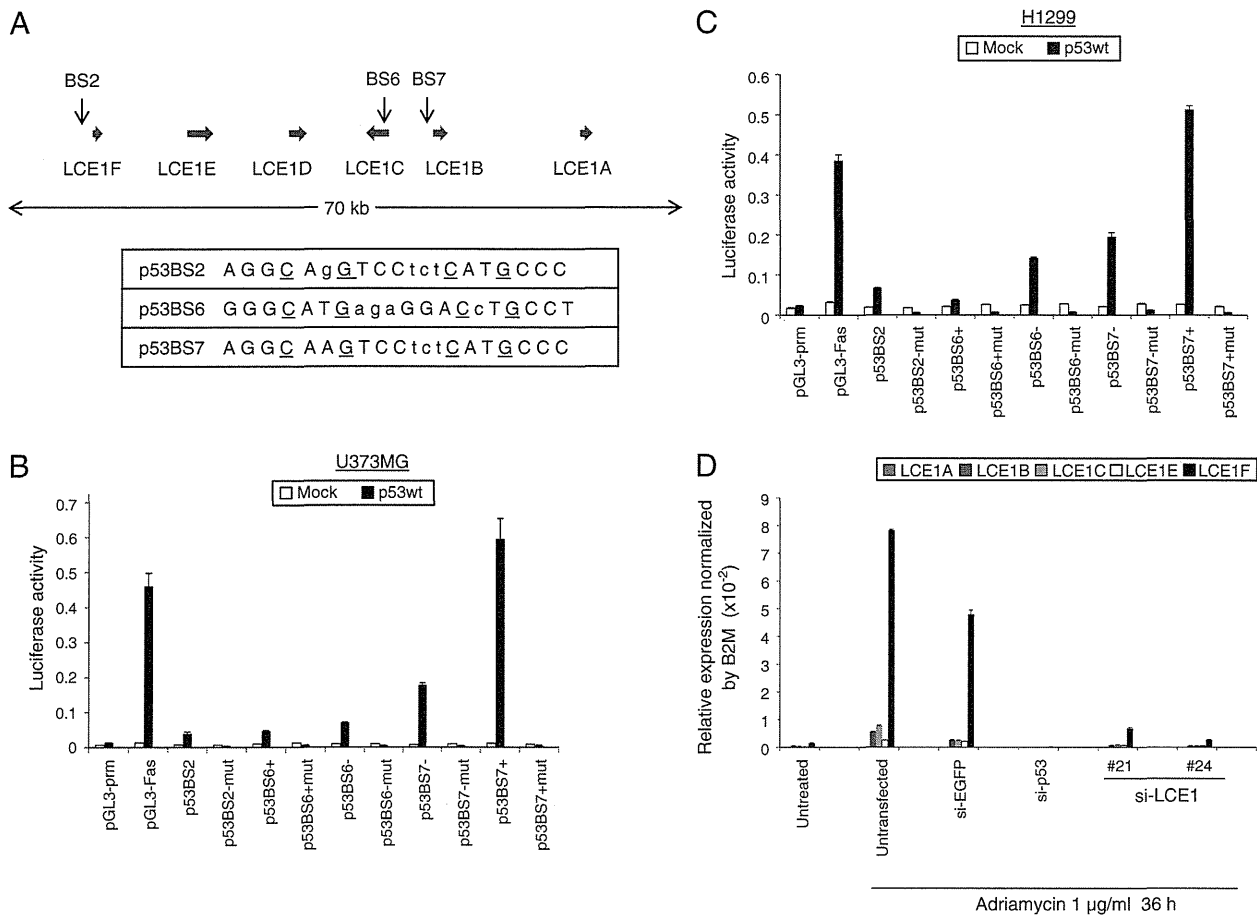 A
BS2 BS6 BS7
LCE1F LCE1E LCE1D LCE1C LCE1B LCE1A
70 kb
p53BS2 A G G C A g G T C C t c t C A T G C C C
p53BS6 G G G C A T G a g a G G A C c T G C C T
p53BS7 A G G C A A G T C C t c t C A T G C C C
B
U373MG
Mock p53wt
Luciferase activity
0.7
0.6
0.5
0.4
0.3
0.2
0.1
0
pGL3-prm
pGL3-Fas
p53BS2
p53BS2-mut
p53BS6+
p53BS6+mut
p53BS6-
p53BS6-mut
p53BS7-
p53BS7-mut
p53BS7+
p53BS7+mut
C
H1299
Mock p53wt
Luciferase activity
0.6
0.5
0.4
0.3
0.2
0.1
0
pGL3-prm
pGL3-Fas
p53BS2
p53BS2-mut
p53BS6+
p53BS6+mut
p53BS6-
p53BS6-mut
p53BS7-
p53BS7-mut
p53BS7+
p53BS7+mut
D
LCE1A LCE1B LCE1C LCE1E LCE1F
Relative expression normalized
by B2M (x10⁻²)
9
8
7
6
5
4
3
2
1
0
Untreated
Untransfected
si-EGFP
si-p53
#21 #24
si-LCE1
Adriamycin 1 µg/ml 36 h